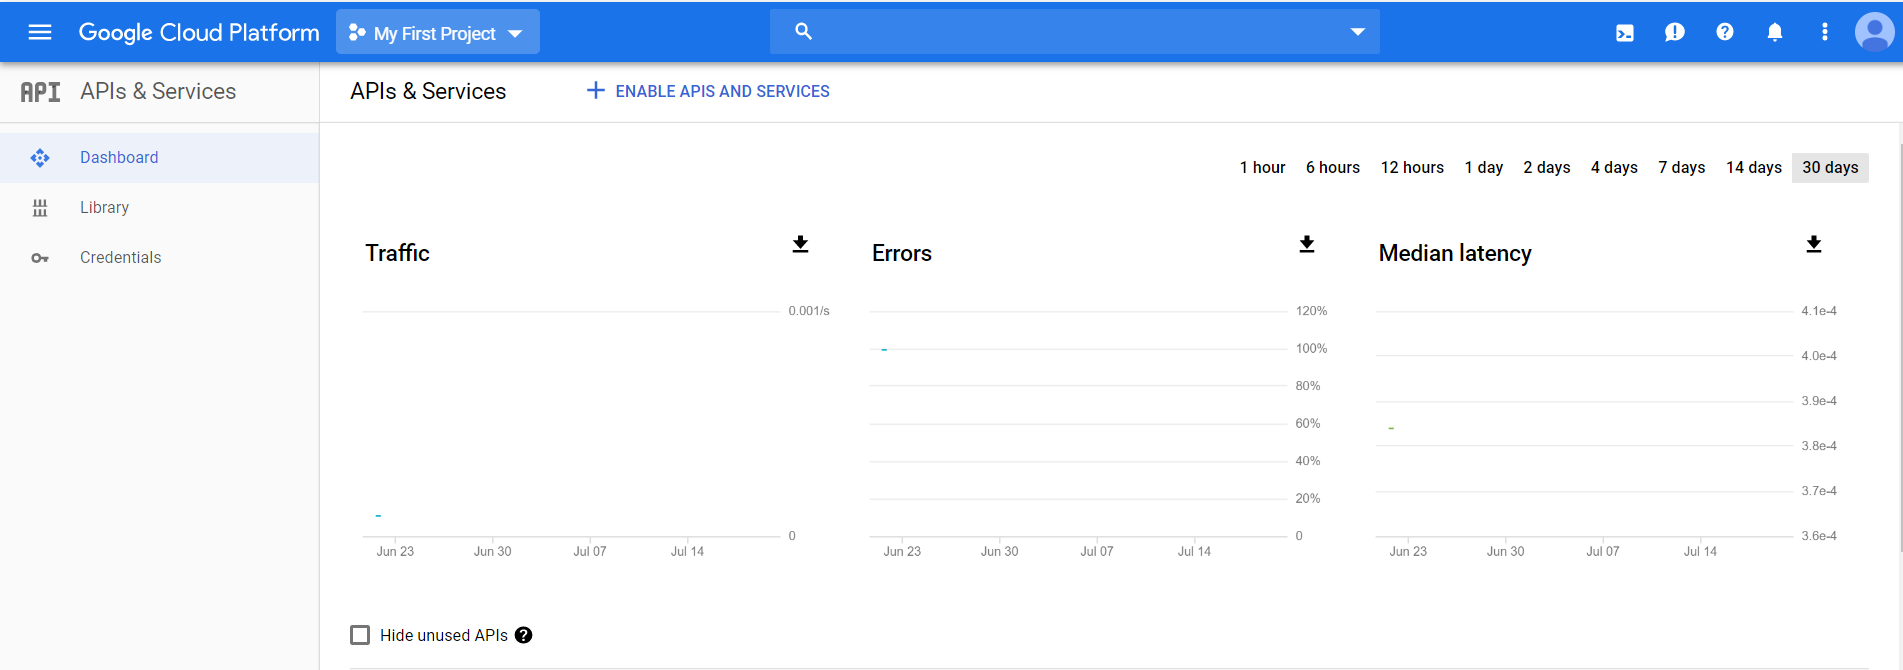 Google Cloud Platform My First Project
API APIs & Services
APIs & Services ENABLE APIS AND SERVICES
Dashboard
Library
Credentials
1 hour 6 hours 12 hours 1 day 2 days 4 days 7 days 14 days 30 days
Traffic
0.001/s
0
Jun 23 Jun 30 Jul 07 Jul 14
Errors
120%
100%
80%
60%
40%
20%
0
Jun 23 Jun 30 Jul 07 Jul 14
Median latency
4.1e-4
4.0e-4
3.9e-4
3.8e-4
3.7e-4
3.6e-4
Jun 23 Jun 30 Jul 07 Jul 14
Hide unused APIs